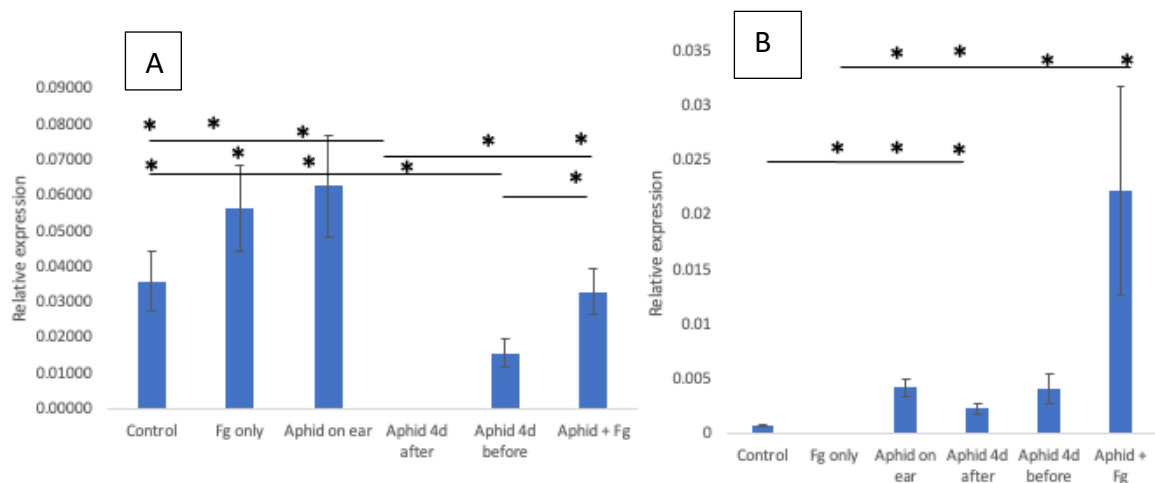 A
Relative expression
0.09000
0.08000
0.07000
0.06000
0.05000
0.04000
0.03000
0.02000
0.01000
0.00000
* * * * *
* * * * *
Control
Fg only
Aphid on ear
Aphid 4d
after
Aphid 4d
before
Aphid + Fg
B
Relative expression
0.035
0.03
0.025
0.02
0.015
0.01
0.005
0
* * * *
* * *
Control
Fg only
Aphid on
ear
Aphid 4d
after
Aphid 4d
before
Aphid +
Fg